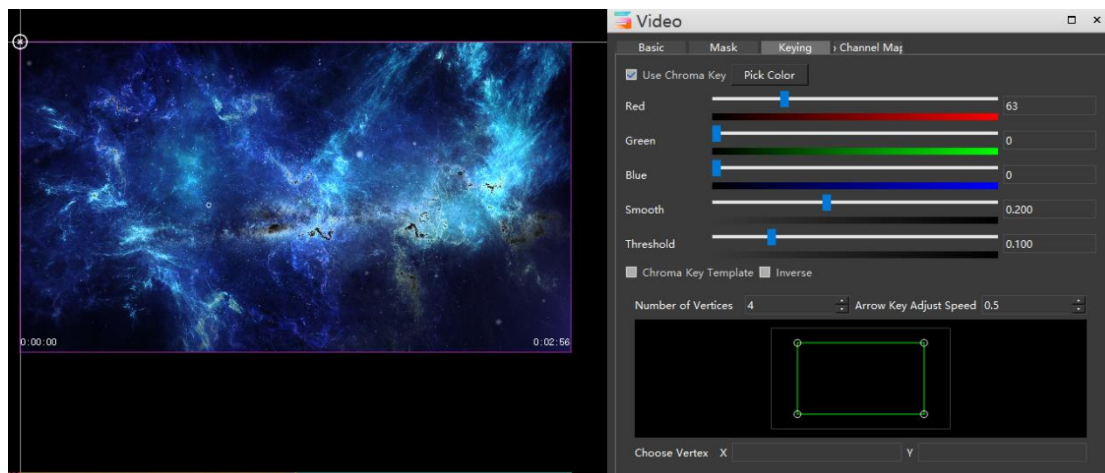 Video
Basic Mask Keying Channel Map
Use Chroma Key Pick Color
Red 63
Green 0
Blue 0
Smooth 0.200
Threshold 0.100
Chroma Key Template Inverse
Number of Vertices 4 Arrow Key Adjust Speed 0.5
0:00:00 0:02:56
Choose Vertex X Y